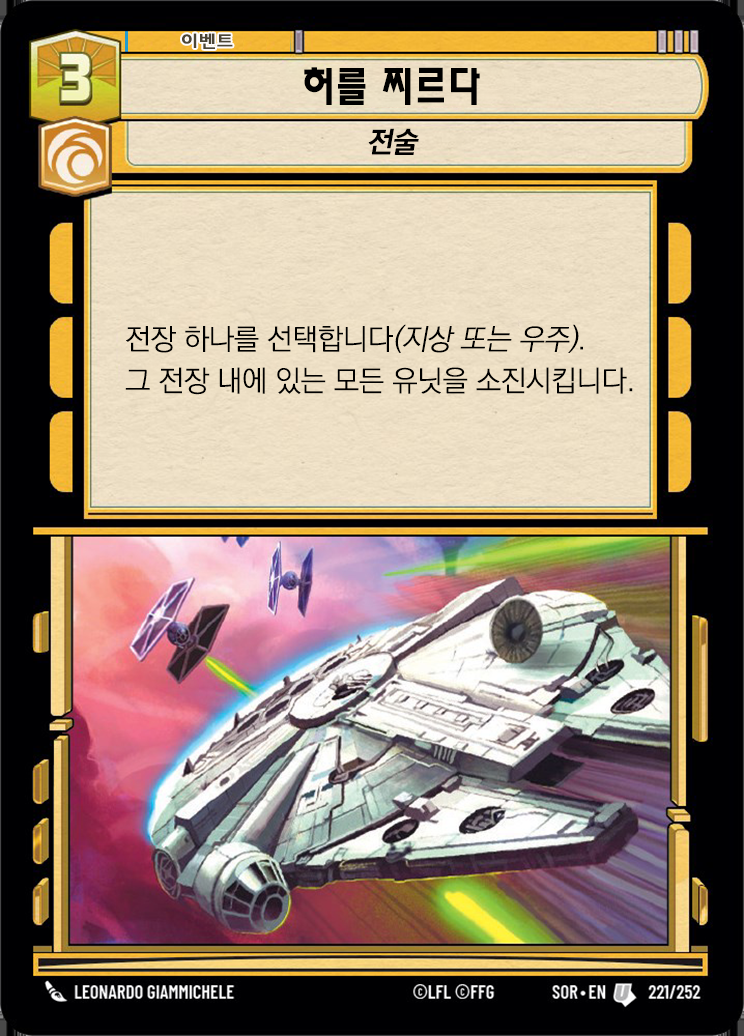 이벤트
3
허를 찌르다
전술
전장 하나를 선택합니다(지상 또는 우주).
그 전장 내에 있는 모든 유닛을 소진시킵니다.
LEONARDO GIAMMICHELE ©LFL ©FFG SOR•EN U 221/252